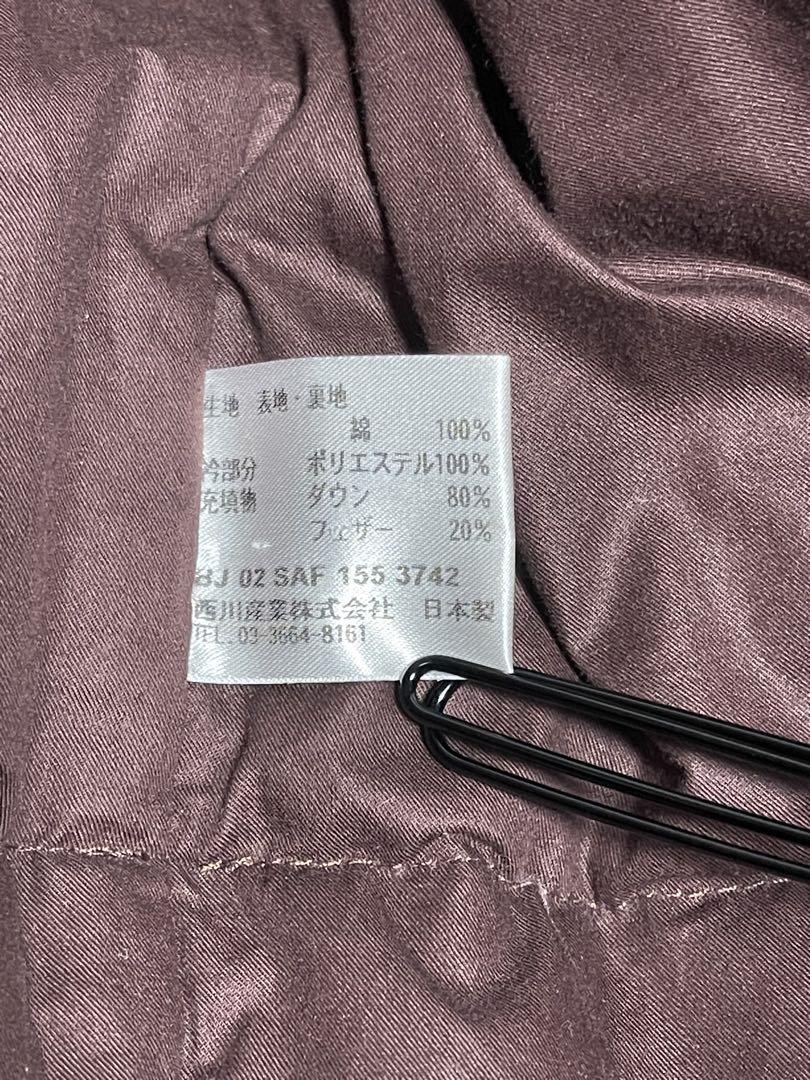 生地 表地・裏地
綿 100%
衿部分 ポリエステル100%
充填物 ダウン 80%
フェザー 20%
BJ 02 SAF 155 3742
西川産業株式会社 日本製
TEL.03-3664-8161